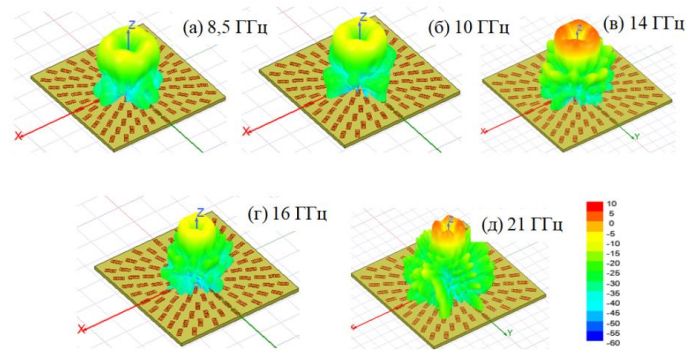 (а) 8,5 ГГц
(б) 10 ГГц
(в) 14 ГГц
Z
Z
Z
X
X
X
Y
(г) 16 ГГц
(д) 21 ГГц
Z
Z
X
Y
10
5
0
-5
-10
-15
20
25
-30
-35
-40
-45
-50
-55
-60